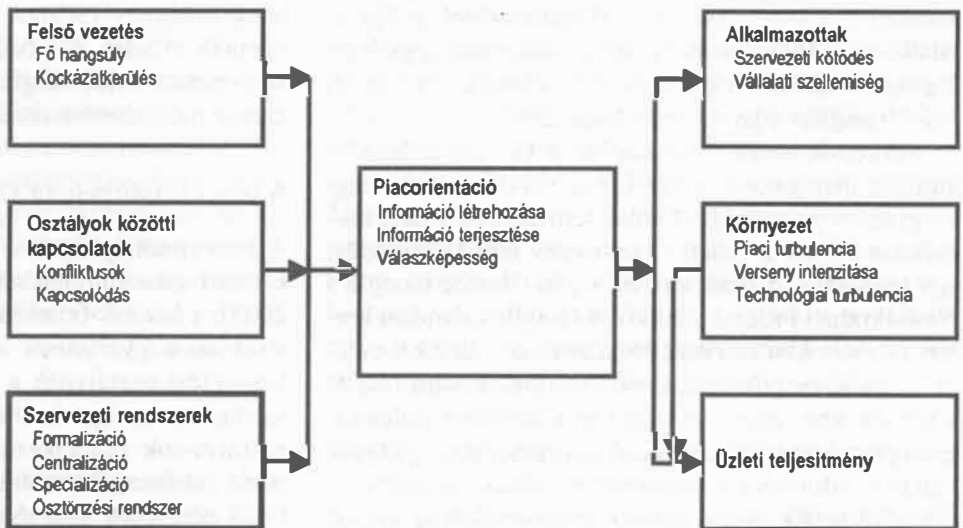 Felső vezetés
Fő hangsúly
Kockázatkerülés
Osztályok közötti
kapcsolatok
Konfliktusok
Kapcsolódás
Szervezeti rendszerek
Formalizáció
Centralizáció
Specializáció
Ösztönzési rendszer
Piacorientáció
Információ létrehozása
Információ terjesztése
Válaszképesség
Alkalmazottak
Szervezeti kötődés
Vállalati szellemiség
Környezet
Piaci turbulencia
Verseny intenzitása
Technológiai turbulencia
Üzleti teljesítmény